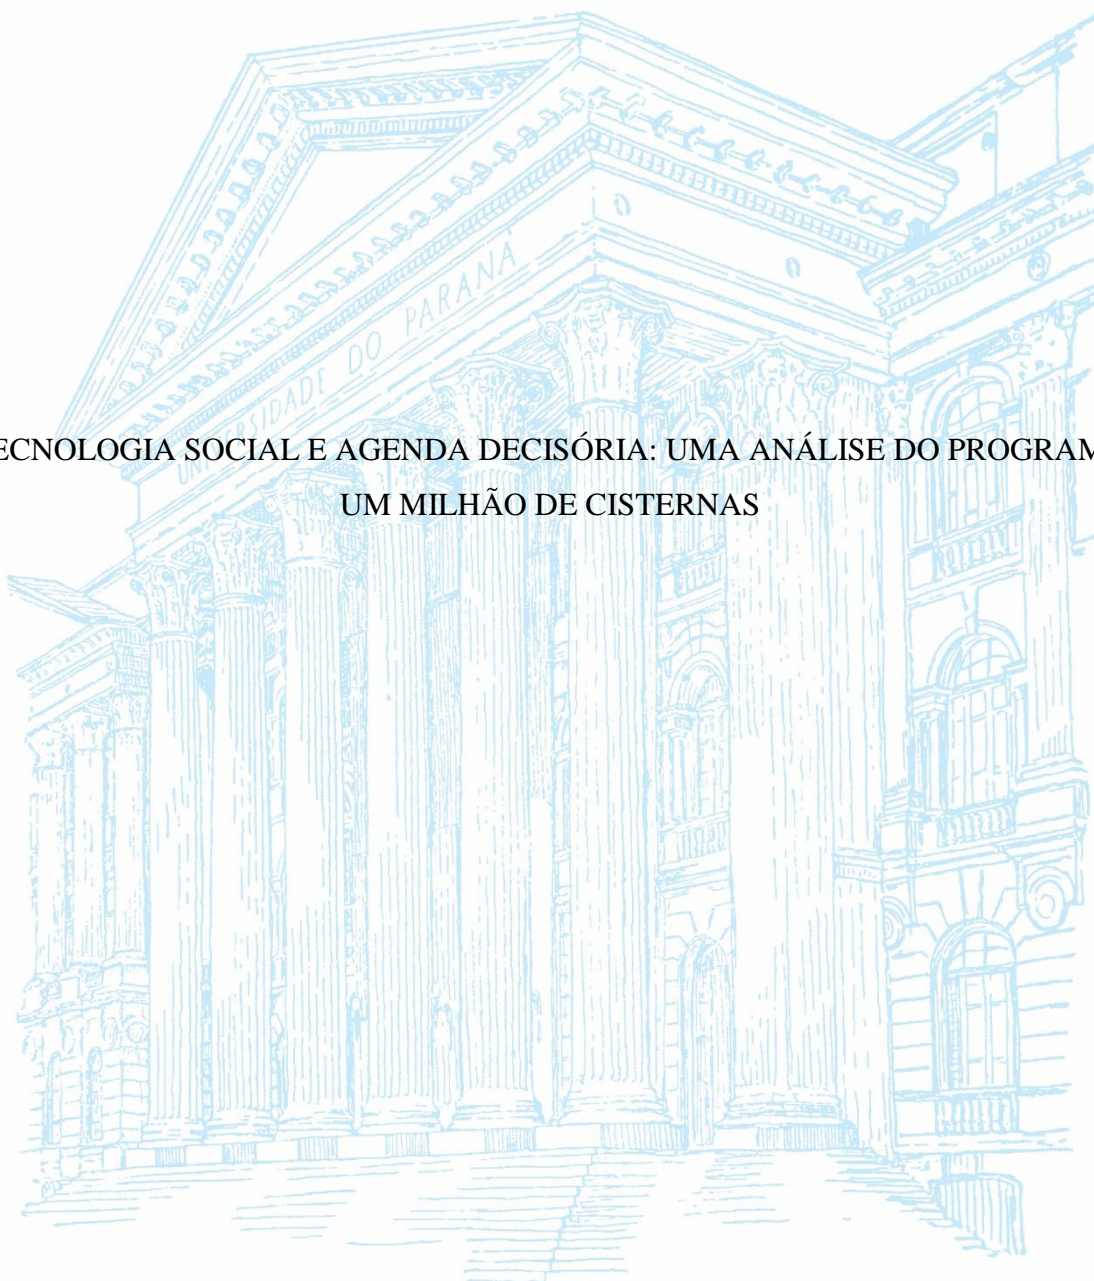 ECNOLOGIA SOCIAL E AGENDA DECISÓRIA: UMA ANÁLISE DO PROGRAM
UM MILHÃO DE CISTERNAS
DO PARANÁ